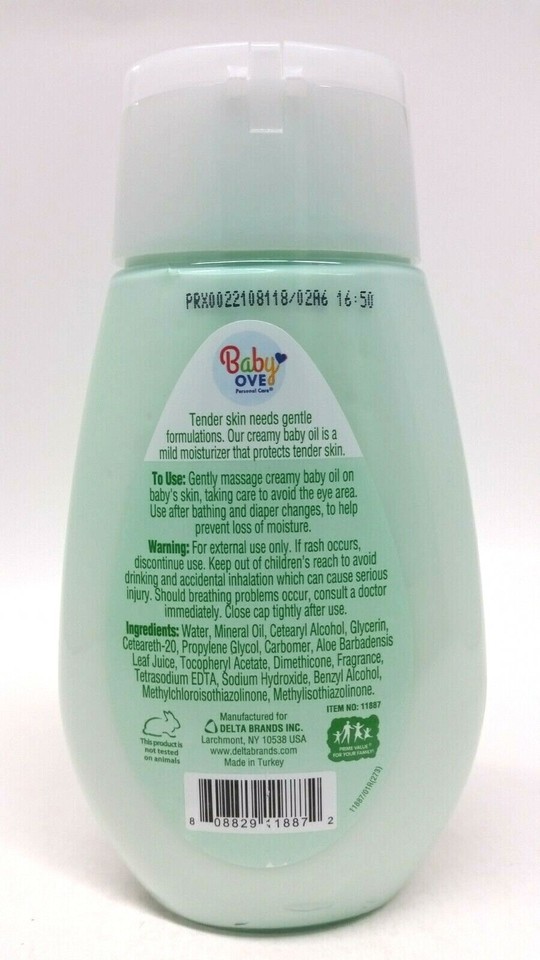 PRX0022108118/02A6 16:50
Baby
OVE
Personal Care®
Tender skin needs gentle
formulations. Our creamy baby oil is a
mild moisturizer that protects tender skin.
To Use: Gently massage creamy baby oil on
baby's skin, taking care to avoid the eye area.
Use after bathing and diaper changes, to help
prevent loss of moisture.
Warning: For external use only. If rash occurs,
discontinue use. Keep out of children's reach to avoid
drinking and accidental inhalation which can cause serious
injury. Should breathing problems occur, consult a doctor
immediately. Close cap tightly after use.
Ingredients: Water, Mineral Oil, Cetearyl Alcohol, Glycerin,
Ceteareth-20, Propylene Glycol, Carbomer, Aloe Barbadensis
Leaf Juice, Tocopheryl Acetate, Dimethicone, Fragrance,
Tetrasodium EDTA, Sodium Hydroxide, Benzyl Alcohol,
Methylchloroisothiazolinone, Methylisothiazolinone.
ITEM NO: 11887
This product is
not tested
on animals
Manufactured for
DELTA BRANDS INC.
Larchmont, NY 10538 USA
www.deltabrands.com
Made in Turkey
PRIME VALUE
FOR YOUR FAMILY!
11887/01R(273)
8 08829 11887 2